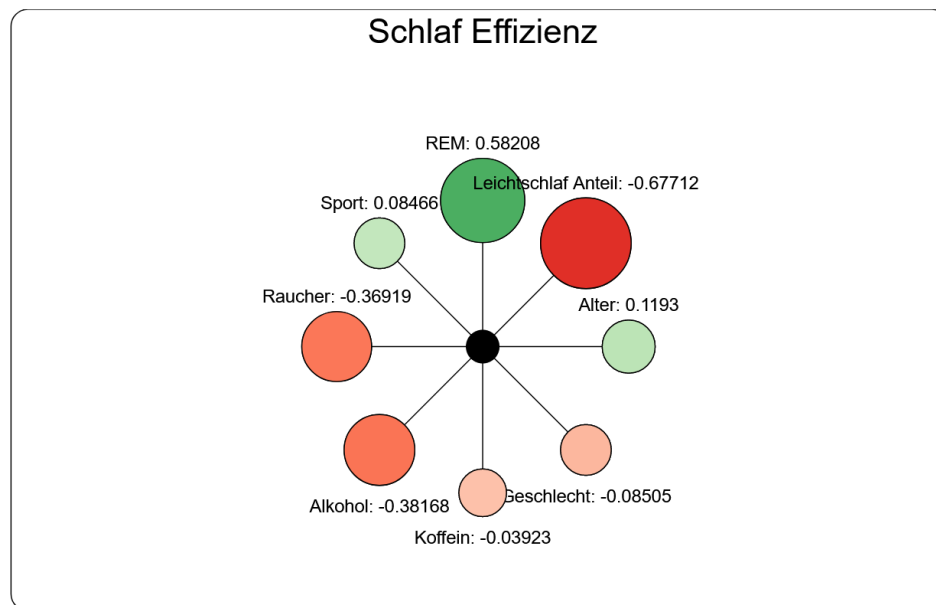 Schlaf Effizienz
REM: 0.58208
Leichtschlaf Anteil: -0.67712
Sport: 0.08466
Raucher: -0.36919
Alter: 0.1193
Alkohol: -0.38168
Geschlecht: -0.08505
Koffein: -0.03923